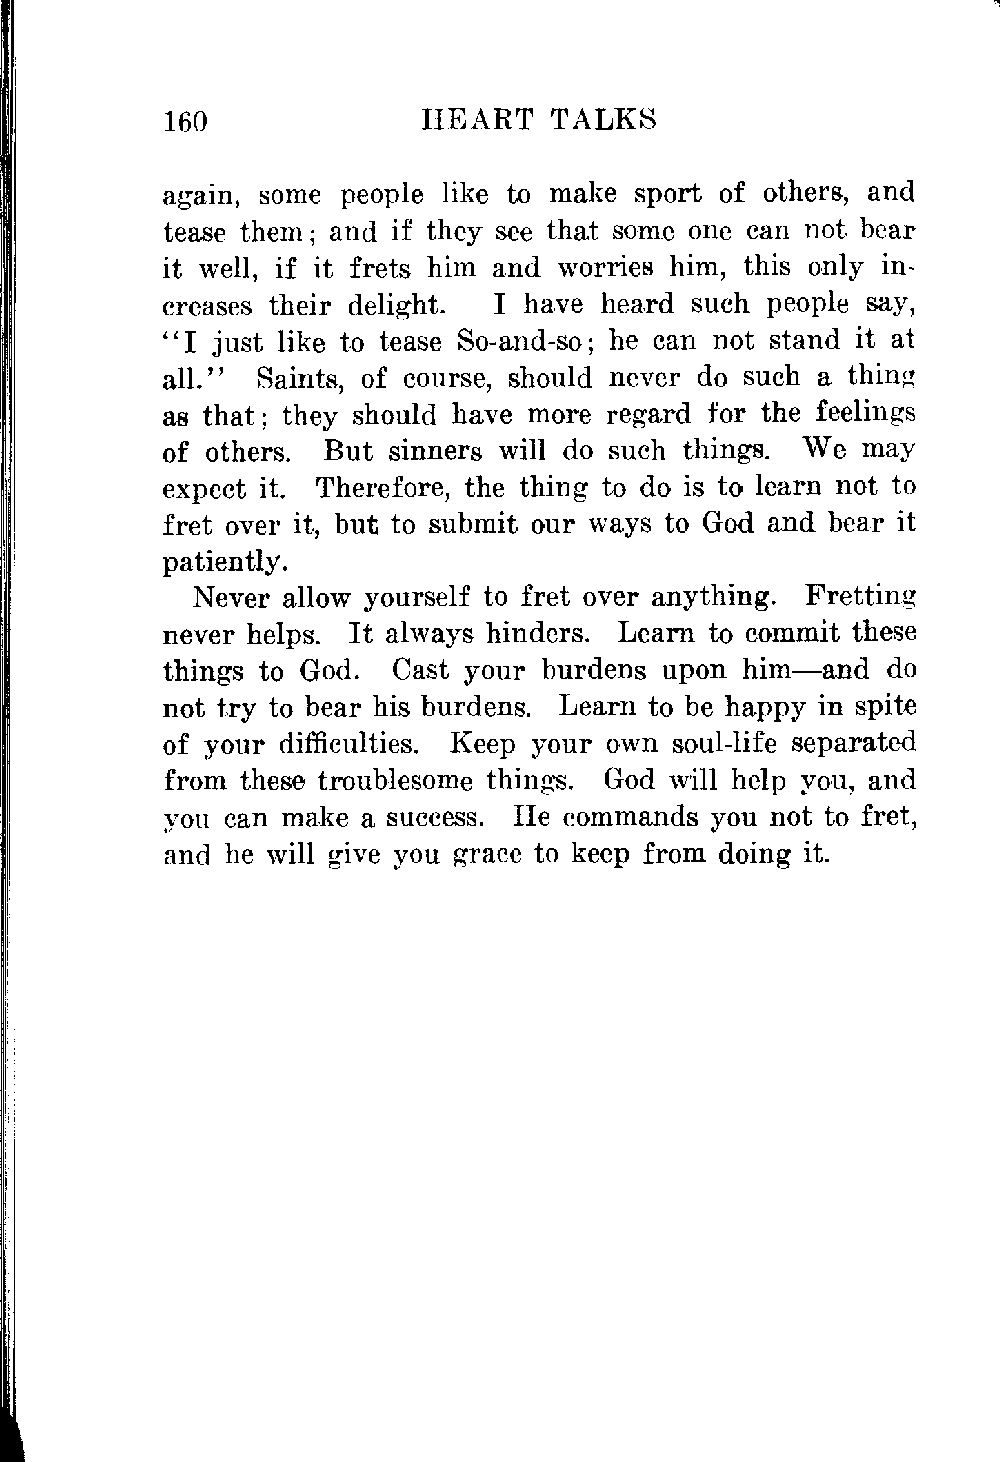 160 HEART TALKS
again, some people like to make sport of others, and
tease them; and if they see that some one can not bear
it well, if it frets him and worries him, this only in-
creases their delight. I have heard such people say,
“I just like to tease So-and-so; he can not stand it at
all.” Saints, of course, should never do such a thing
as that; they should have more regard for the feelings
of others. But sinners will do such things. We may
expect it. Therefore, the thing to do is to learn not to
fret over it, but to submit our ways to God and bear it
patiently.
Never allow yourself to fret over anything. Fretting
never helps. It always hinders. Learn to commit these
things to God. Cast your burdens upon him—and do
not try to bear his burdens. Learn to be happy in spite
of your difficulties. Keep your own soul-life separated
from these troublesome things. God will help you, and
you can make a success. He commands you not to fret,
and he will give you grace to keep from doing it.